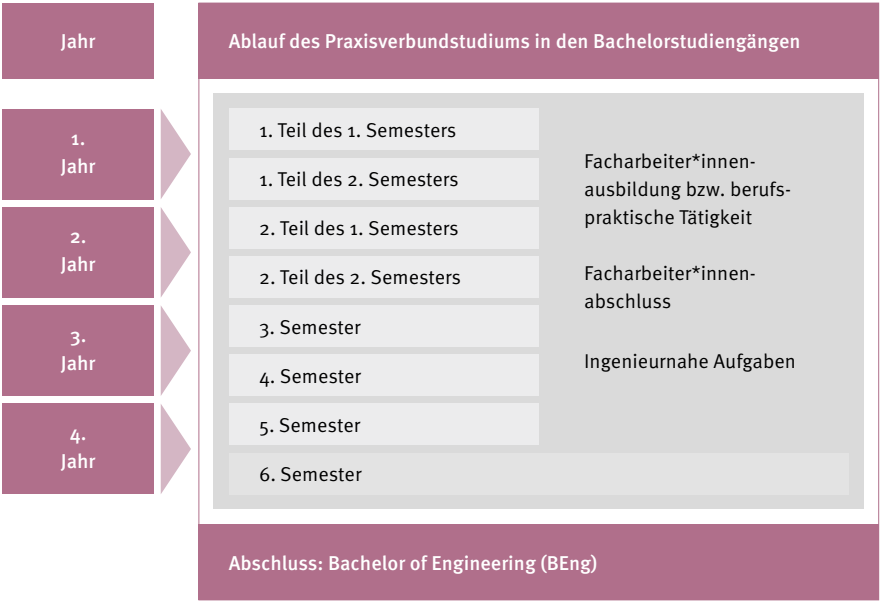 Jahr
Ablauf des Praxisverbundstudiums in den Bachelorstudiengängen
1.
Jahr
2.
Jahr
3.
Jahr
4.
Jahr
1. Teil des 1. Semesters
1. Teil des 2. Semesters
2. Teil des 1. Semesters
2. Teil des 2. Semesters
3. Semester
4. Semester
5. Semester
6. Semester
Facharbeiter*innen-
ausbildung bzw. berufs-
praktische Tätigkeit
Facharbeiter*innen-
abschluss
Ingenieurnahe Aufgaben
Abschluss: Bachelor of Engineering (BEng)